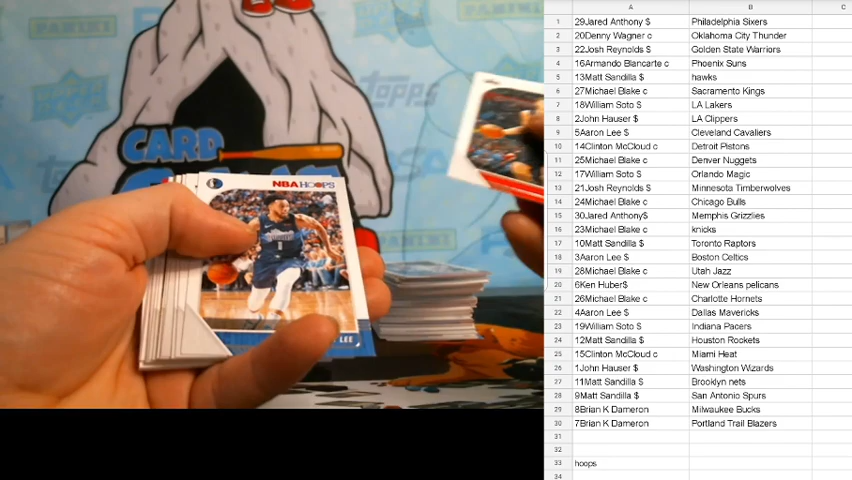 PANINI
topps
CARD
NBA HOOPS
LEE
PANINI
A B C
1 29Jared Anthony $ Philadelphia Sixers
2 20Denny Wagner c Oklahoma City Thunder
3 22Josh Reynolds $ Golden State Warriors
4 16Armando Blancarte c Phoenix Suns
5 13Matt Sandilla $ hawks
6 27Michael Blake c Sacramento Kings
7 18William Soto $ LA Lakers
8 2John Hauser $ LA Clippers
9 5Aaron Lee $ Cleveland Cavaliers
10 14Clinton McCloud c Detroit Pistons
11 25Michael Blake c Denver Nuggets
12 17William Soto $ Orlando Magic
13 21Josh Reynolds $ Minnesota Timberwolves
14 24Michael Blake c Chicago Bulls
15 30Jared Anthony$ Memphis Grizzlies
16 23Michael Blake c knicks
17 10Matt Sandilla $ Toronto Raptors
18 3Aaron Lee $ Boston Celtics
19 28Michael Blake c Utah Jazz
20 6Ken Huber$ New Orleans pelicans
21 26Michael Blake c Charlotte Hornets
22 4Aaron Lee $ Dallas Mavericks
23 19William Soto $ Indiana Pacers
24 12Matt Sandilla $ Houston Rockets
25 15Clinton McCloud c Miami Heat
26 1John Hauser $ Washington Wizards
27 11Matt Sandilla $ Brooklyn nets
28 9Matt Sandilla $ San Antonio Spurs
29 8Brian K Dameron Milwaukee Bucks
30 7Brian K Dameron Portland Trail Blazers
31
32
33 hoops
34